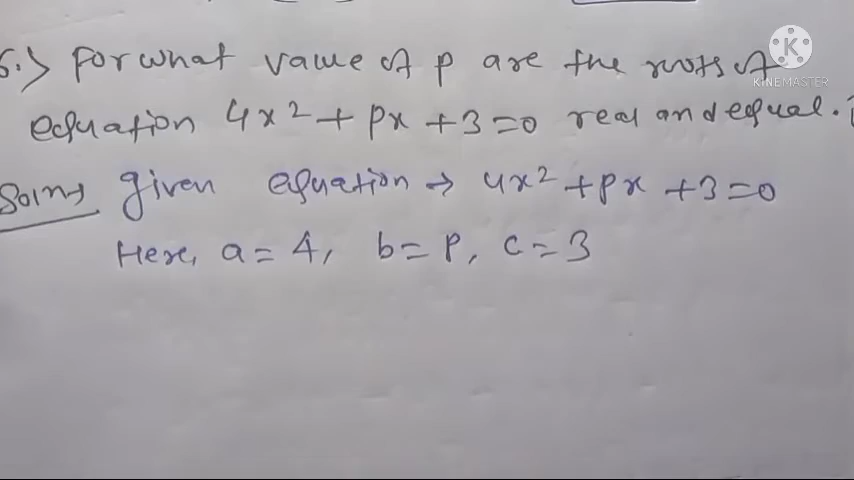 6.> For what value of p are the roots of
equation 4x² + px + 3 = 0 real and equal.
Soln> given equation → 4x² + px + 3 = 0
Here, a = 4, b = p, c = 3
K
KINEMASTER